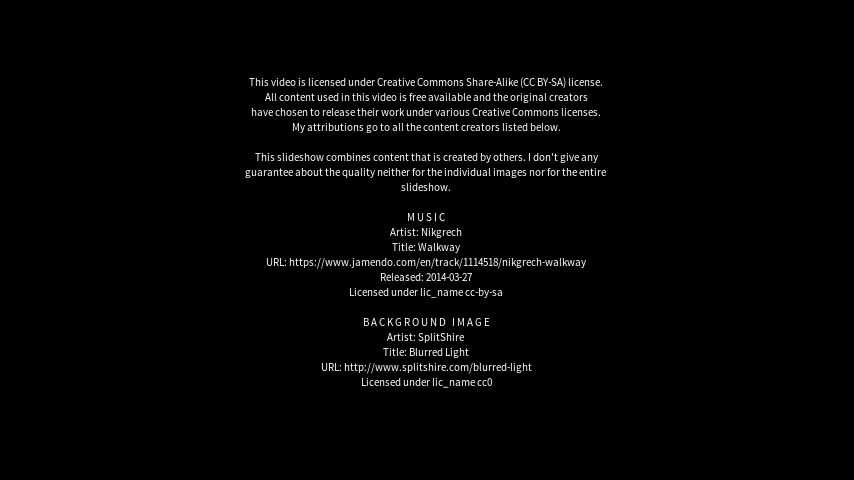 This video is licensed under Creative Commons Share-Alike (CC BY-SA) license.
All content used in this video is free available and the original creators
have chosen to release their work under various Creative Commons licenses.
My attributions go to all the content creators listed below.
This slideshow combines content that is created by others. I don't give any
guarantee about the quality neither for the individual images nor for the entire
slideshow.
MUSIC
Artist: Nikgrech
Title: Walkway
URL: https://www.jamendo.com/en/track/1114518/nikgrech-walkway
Released: 2014-03-27
Licensed under lic_name cc-by-sa
BACKGROUND IMAGE
Artist: SplitShire
Title: Blurred Light
URL: http://www.splitshire.com/blurred-light
Licensed under lic_name cc0